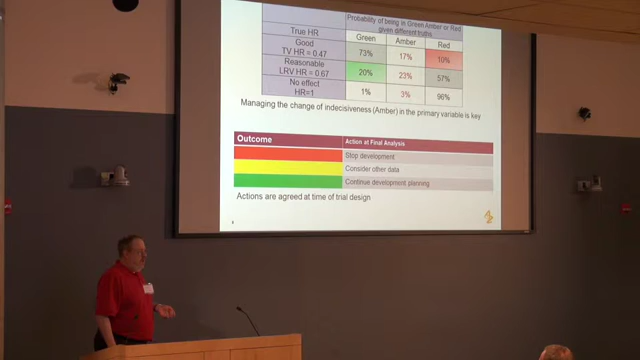 Probability of being in Green Amber or Red
given different truths
True HR
Green Amber Red
Good
TV HR = 0.47
73% 17% 10%
Reasonable
LRV HR = 0.67
20% 23% 57%
No effect
HR=1
1% 3% 96%
Managing the change of indecisiveness (Amber) in the primary variable is key
Outcome Action at Final Analysis
Stop development
Consider other data
Continue development planning
Actions are agreed at time of trial design